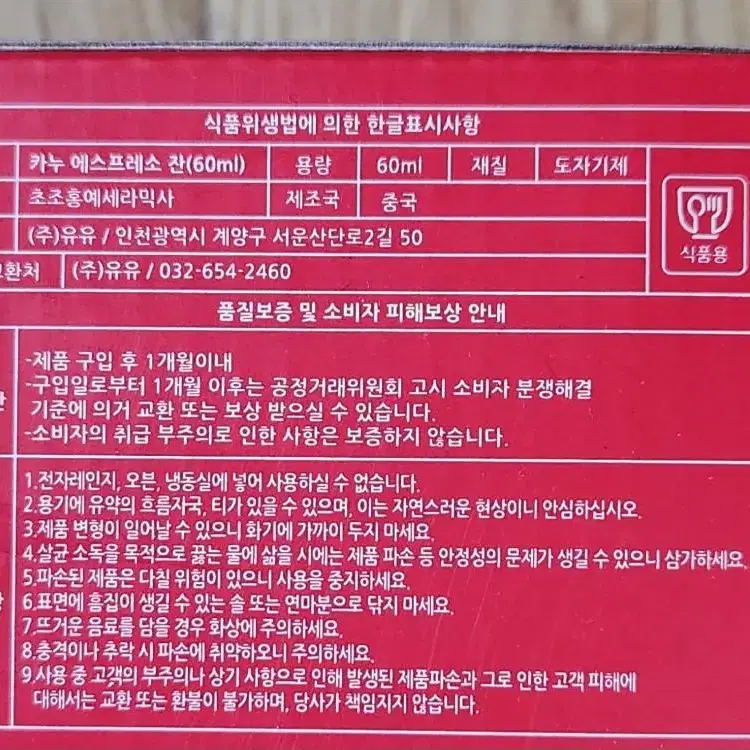 식품위생법에 의한 한글표시사항
카누 에스프레소 잔(60ml) 용량 60ml 재질 도자기제
초조홍예세라믹사 제조국 중국
(주)유유 / 인천광역시 계양구 서운산단로2길 50
환처 (주)유유 / 032-654-2460
식품용
품질보증 및 소비자 피해보상 안내
-제품 구입 후 1개월이내
-구입일로부터 1개월 이후는 공정거래위원회 고시 소비자 분쟁해결
기준에 의거 교환 또는 보상 받으실 수 있습니다.
-소비자의 취급 부주의로 인한 사항은 보증하지 않습니다.
1.전자레인지, 오븐, 냉동실에 넣어 사용하실 수 없습니다.
2.용기에 유약의 흐름자국, 티가 있을 수 있으며, 이는 자연스러운 현상이니 안심하십시오.
3.제품 변형이 일어날 수 있으니 화기에 가까이 두지 마세요.
4.살균 소독을 목적으로 끓는 물에 삶을 시에는 제품 파손 등 안정성의 문제가 생길 수 있으니 삼가하세요.
5.파손된 제품은 다칠 위험이 있으니 사용을 중지하세요.
6.표면에 흠집이 생길 수 있는 솔 또는 연마분으로 닦지 마세요.
7.뜨거운 음료를 담을 경우 화상에 주의하세요.
8.충격이나 추락 시 파손에 취약하오니 주의하세요.
9.사용 중 고객의 부주의나 상기 사항으로 인해 발생된 제품파손과 그로 인한 고객 피해에
대해서는 교환 또는 환불이 불가하며, 당사가 책임지지 않습니다.